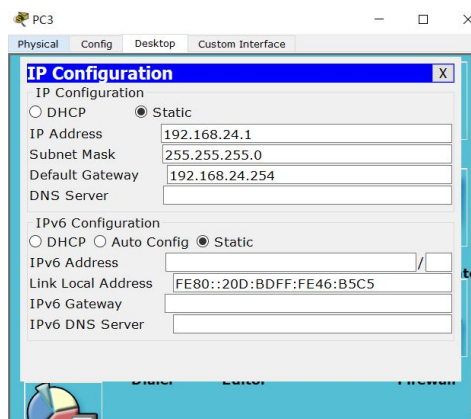 PC3
Physical Config Desktop Custom Interface
IP Configuration X
IP Configuration
DHCP Static
IP Address 192.168.24.1
Subnet Mask 255.255.255.0
Default Gateway 192.168.24.254
DNS Server
IPv6 Configuration
DHCP Auto Config Static
IPv6 Address /
Link Local Address FE80::20D:BDFF:FE46:B5C5
IPv6 Gateway
IPv6 DNS Server